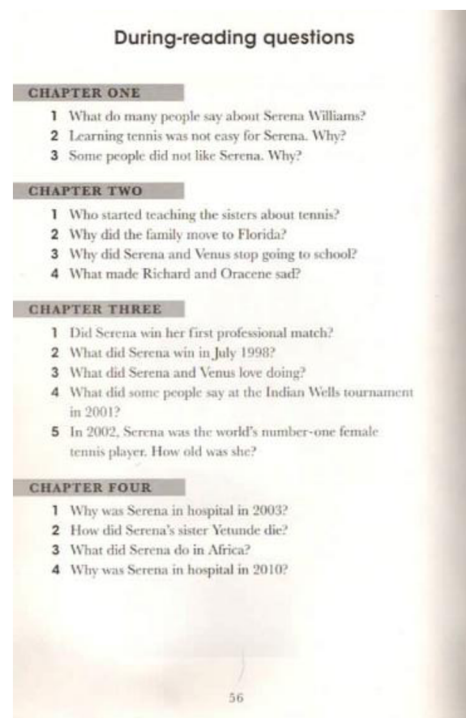 During-reading questions
CHAPTER ONE
1 What do many people say about Serena Williams?
2 Learning tennis was not easy for Serena. Why?
3 Some people did not like Serena. Why?
CHAPTER TWO
1 Who started teaching the sisters about tennis?
2 Why did the family move to Florida?
3 Why did Serena and Venus stop going to school?
4 What made Richard and Oracene sad?
CHAPTER THREE
1 Did Serena win her first professional match?
2 What did Serena win in July 1998?
3 What did Serena and Venus love doing?
4 What did some people say at the Indian Wells tournament
in 2001?
5 In 2002, Serena was the world's number-one female
tennis player. How old was she?
CHAPTER FOUR
1 Why was Serena in hospital in 2003?
2 How did Serena's sister Yetunde die?
3 What did Serena do in Africa?
4 Why was Serena in hospital in 2010?
56